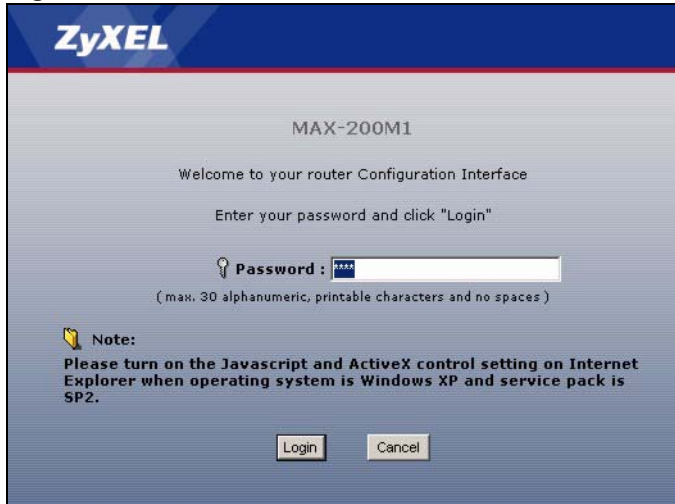 ZyXEL
MAX-200M1
Welcome to your router Configuration Interface
Enter your password and click "Login"
Password : ****
( max. 30 alphanumeric, printable characters and no spaces )
Note:
Please turn on the Javascript and ActiveX control setting on Internet
Explorer when operating system is Windows XP and service pack is
SP2.
Login Cancel